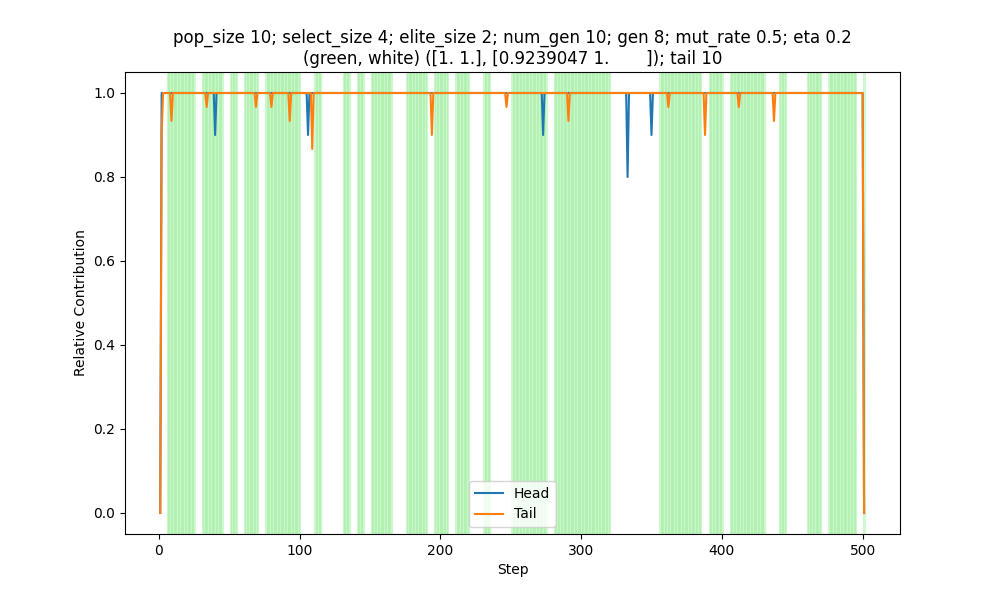 pop_size 10; select_size 4; elite_size 2; num_gen 10; gen 8; mut_rate 0.5; eta 0.2
(green, white) ([1. 1.], [0.9239047 1.        ]); tail 10
1.0
0.8
0.6
0.4
0.2
0.0
Relative Contribution
Head
Tail
0
100
200
300
400
500
Step